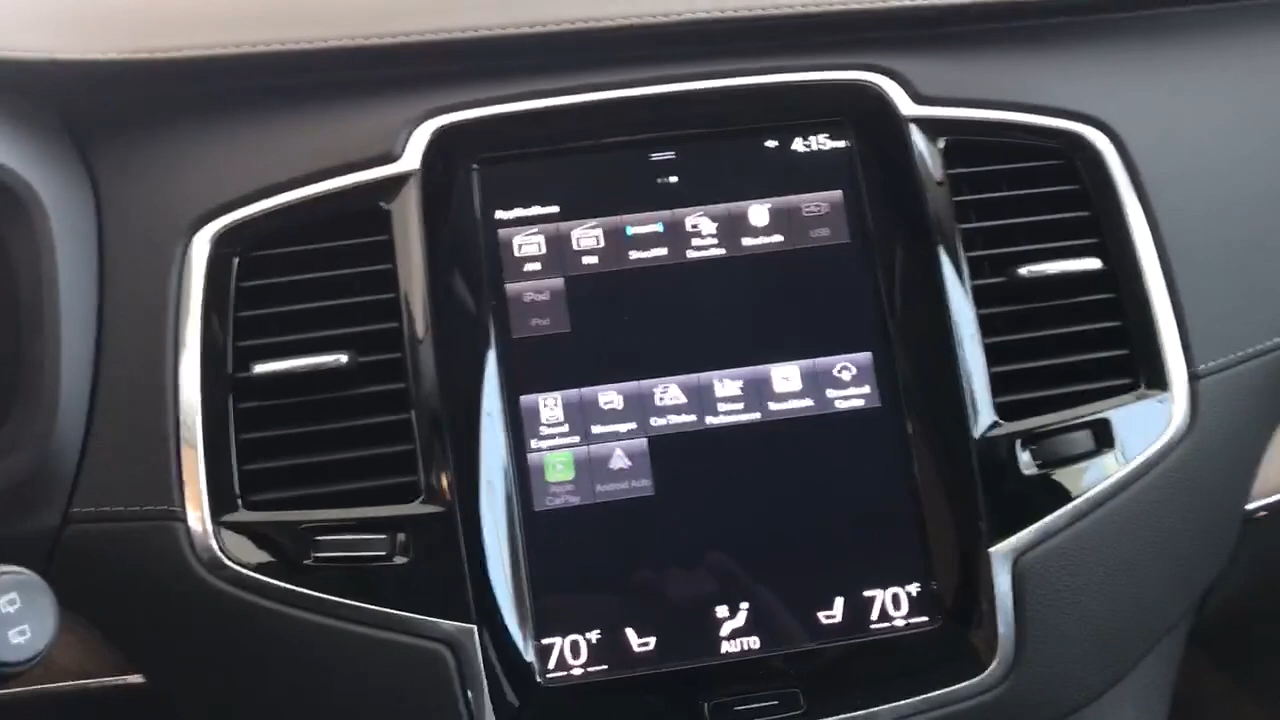 4:15
Applications
AM
FM
SiriusXM
Radio Favorites
Bluetooth
USB
iPod
iPod
Sound Experience
Messages
Car Status
Driver Performance
Download Center
Apple CarPlay
Android Auto
70°F
AUTO
70°F